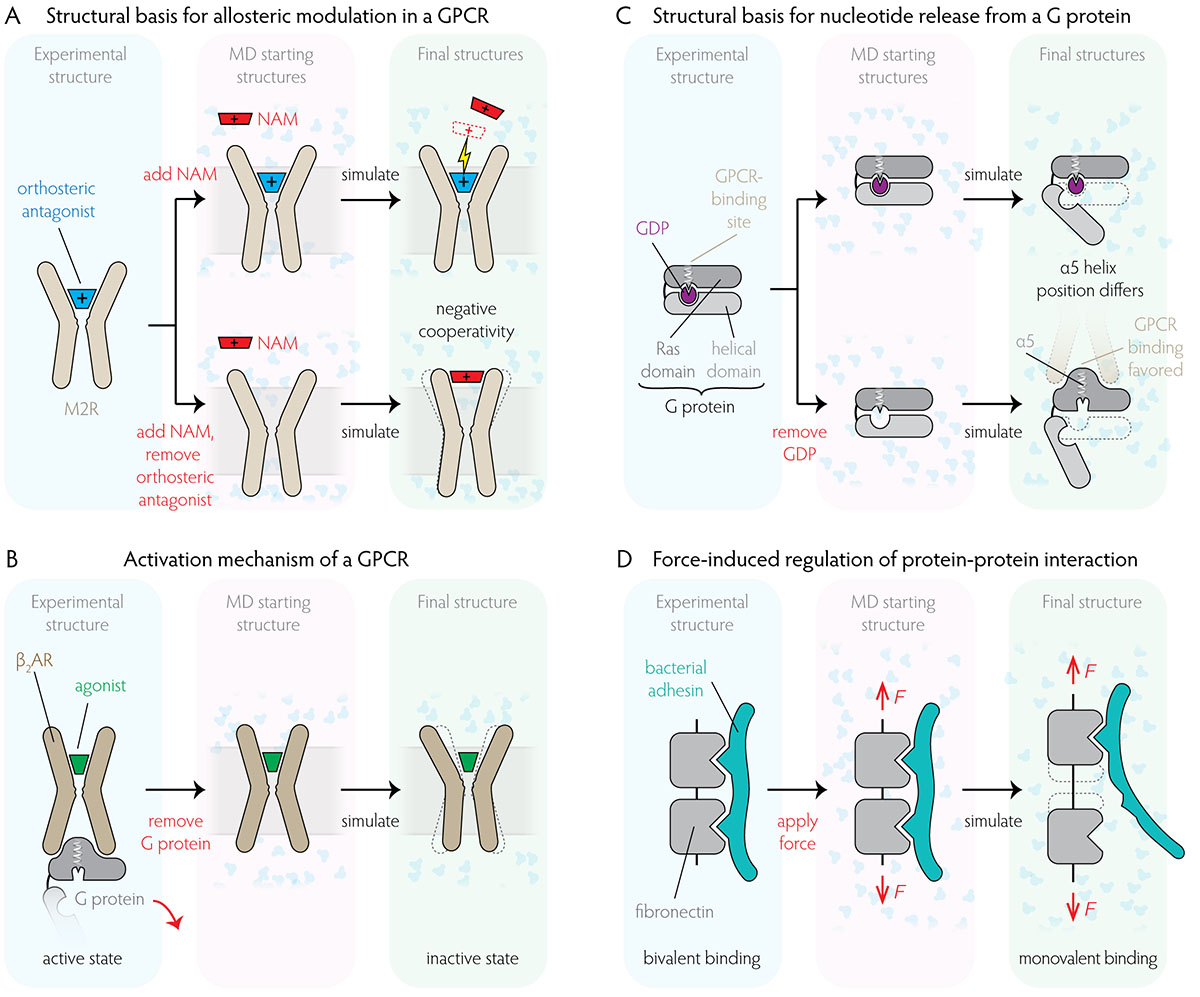 A Structural basis for allosteric modulation in a GPCR
Experimental
structure
MD starting
structures
Final structures
+ NAM
add NAM
simulate
+
+
+
+
orthosteric
antagonist
+
M2R
negative
cooperativity
+ NAM
+
add NAM,
remove
orthosteric
antagonist
simulate
B Activation mechanism of a GPCR
Experimental
structure
MD starting
structure
Final structure
β2AR
agonist
remove
G protein
simulate
G protein
active state
inactive state
C Structural basis for nucleotide release from a G protein
Experimental
structure
MD starting
structures
Final structures
simulate
GPCR-
binding
site
GDP
Ras
domain
helical
domain
G protein
α5 helix
position differs
α5
GPCR
binding
favored
remove
GDP
simulate
D Force-induced regulation of protein-protein interaction
Experimental
structure
MD starting
structure
Final structure
bacterial
adhesin
F
F
apply
force
simulate
fibronectin
F
F
bivalent binding
monovalent binding